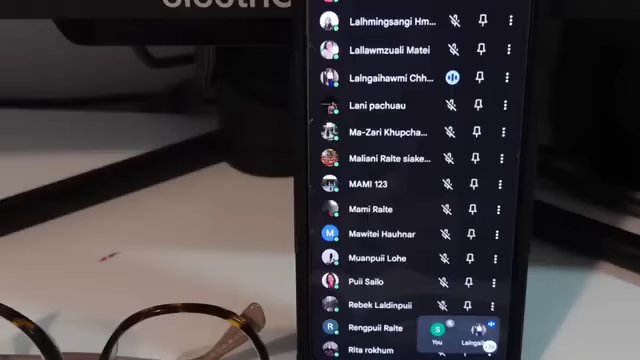 Lalhmingsangi Hm...
Lallawmzuali Matei
Lalngaihawmi Chh...
Lani pachuau
Ma-Zari Khupcha...
Maliani Ralte siake...
MAMI 123
Mami Ralte
M Mawitei Hauhnar
Muanpuii Lohe
Puii Sailo
Rebek Laldinpuii
R Rengpuii Ralte
S
You
Rita rokhum